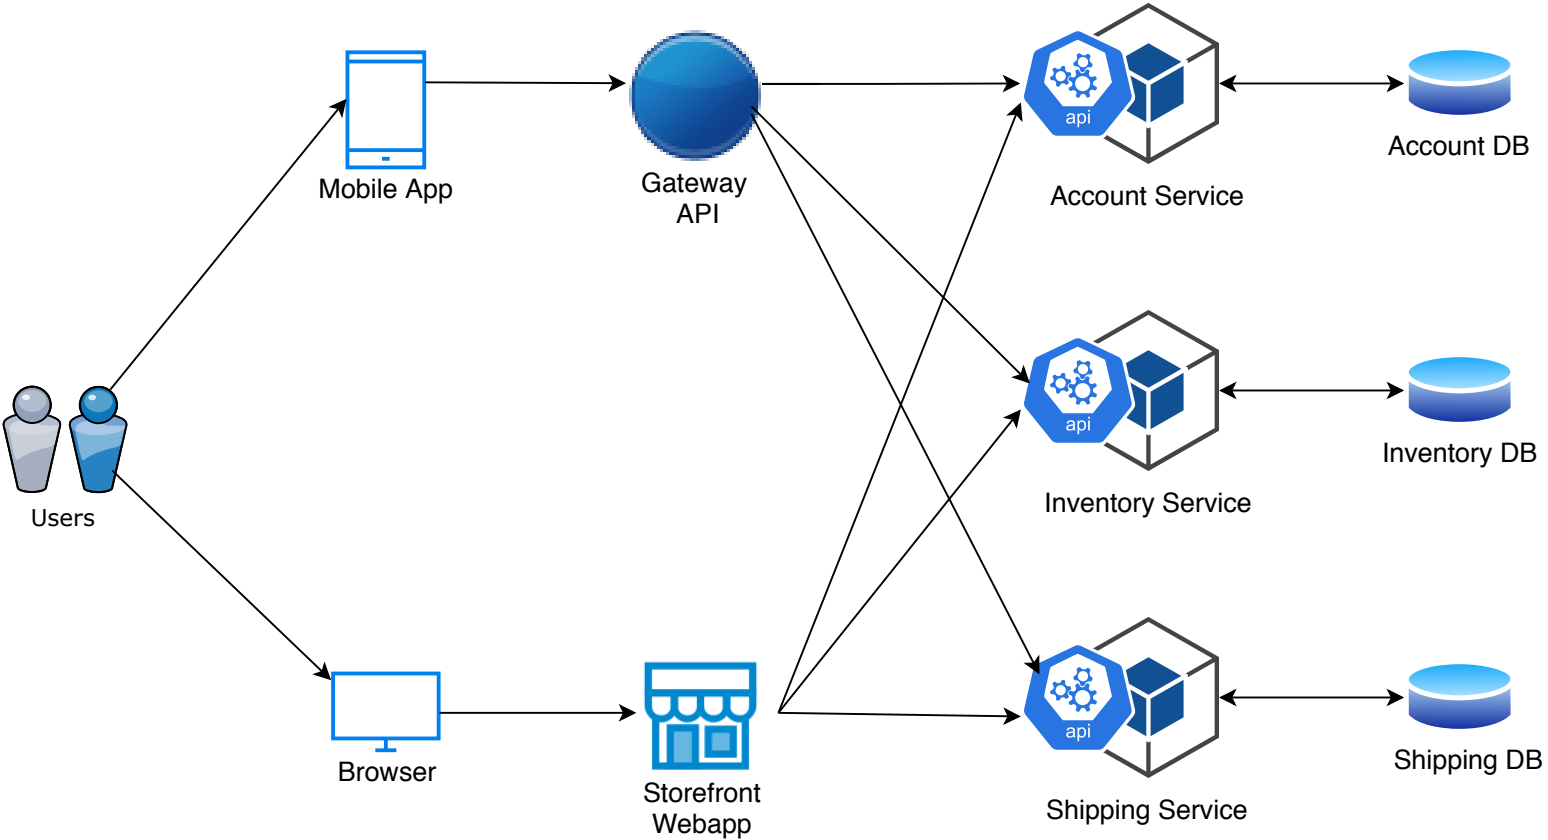 Mobile App
Gateway
API
api
Account Service
Account DB
Users
api
Inventory Service
Inventory DB
Browser
Storefront
Webapp
api
Shipping Service
Shipping DB